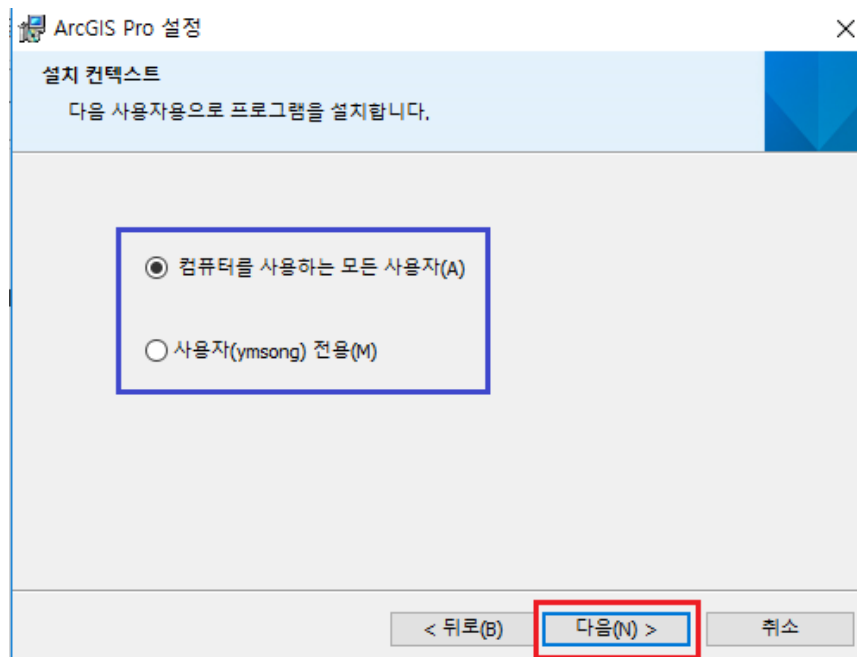 ArcGIS Pro 설정
설치 컨텍스트
다음 사용자용으로 프로그램을 설치합니다.
컴퓨터를 사용하는 모든 사용자(A)
사용자(ymsong) 전용(M)
< 뒤로(B)
다음(N) >
취소